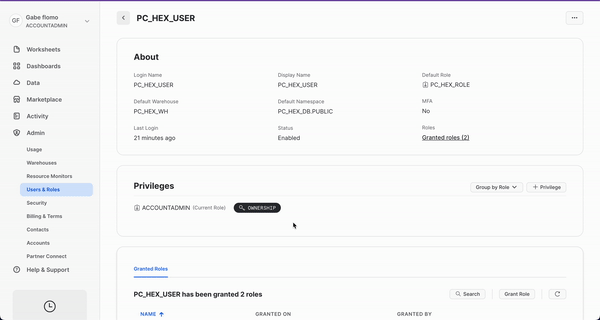 PC_HEX_USER
GF
Gabe flomo
ACCOUNTADMIN
Worksheets
Dashboards
Data
Marketplace
Activity
Admin
Usage
Warehouses
Resource Monitors
Users & Roles
Security
Billing & Terms
Contacts
Accounts
Partner Connect
Help & Support
About
Login Name
Display Name
Default Role
PC_HEX_USER
PC_HEX_USER
PC_HEX_ROLE
Default Warehouse
Default Namespace
MFA
PC_HEX_WH
PC_HEX_DB.PUBLIC
No
Last Login
Status
Roles
21 minutes ago
Enabled
Granted roles (2)
Privileges
Group by Role
+ Privilege
ACCOUNTADMIN (Current Role) OWNERSHIP
Granted Roles
PC_HEX_USER has been granted 2 roles
Search
Grant Role
NAME
GRANTED ON
GRANTED BY